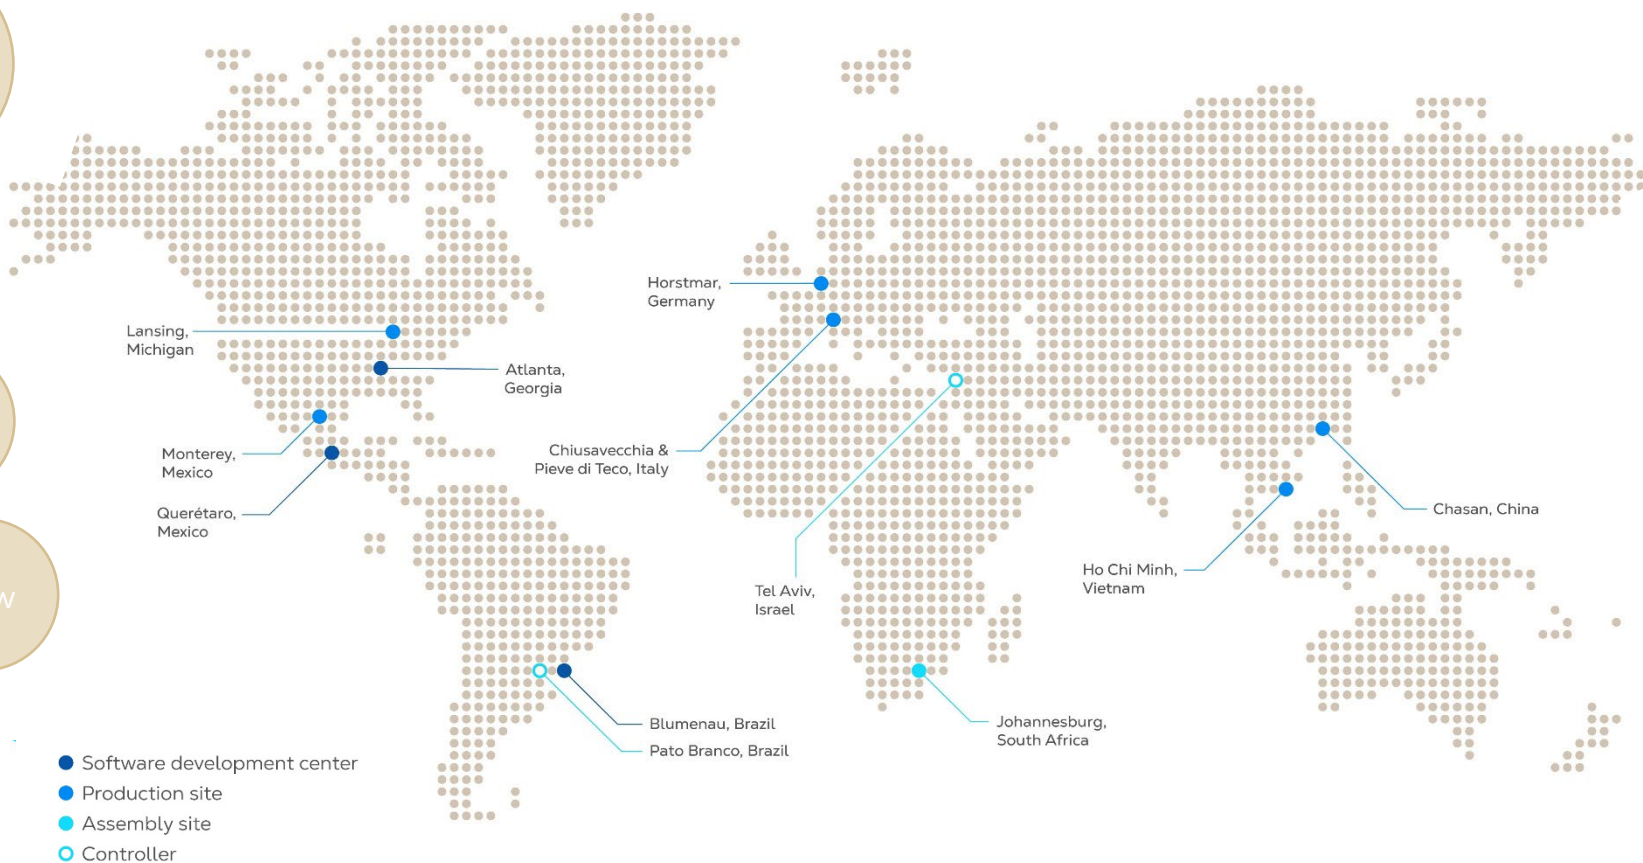 Horstmar,
Germany
Lansing,
Michigan
Atlanta,
Georgia
Chiusavecchia &
Pieve di Teco, Italy
Monterey,
Mexico
Querétaro,
Mexico
Chasan, China
Ho Chi Minh,
Vietnam
Tel Aviv,
Israel
w
Blumenau, Brazil
Pato Branco, Brazil
Johannesburg,
South Africa
Software development center
Production site
Assembly site
Controller